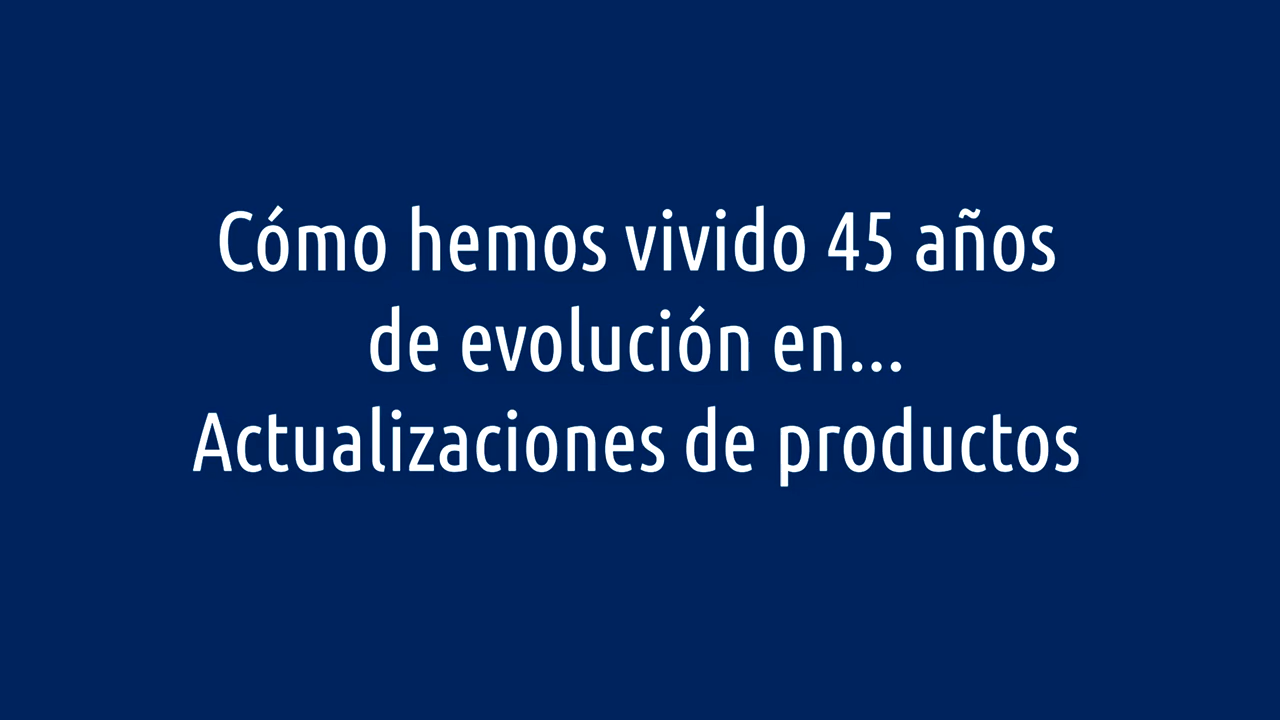 Cómo hemos vivido 45 años
de evolución en...
Actualizaciones de productos